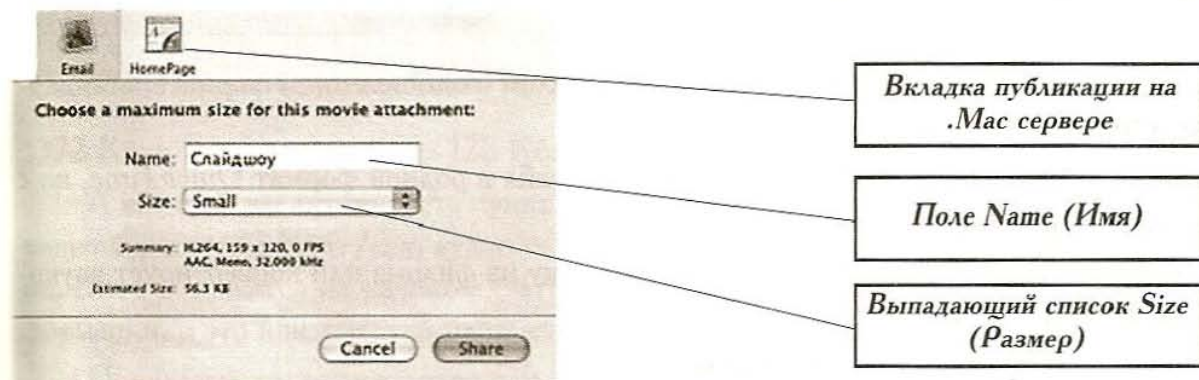 Email HomePage
Choose a maximum size for this movie attachment:
Name: Слайдшоу
Size: Small
Summary: H.264, 159 x 120, 0 FPS
AAC, Mono, 32.000 kHz
Estimated Size: 56.3 KB
Cancel Share
Вкладка публикации на
.Mac сервере
Поле Name (Имя)
Выпадающий список Size
(Размер)